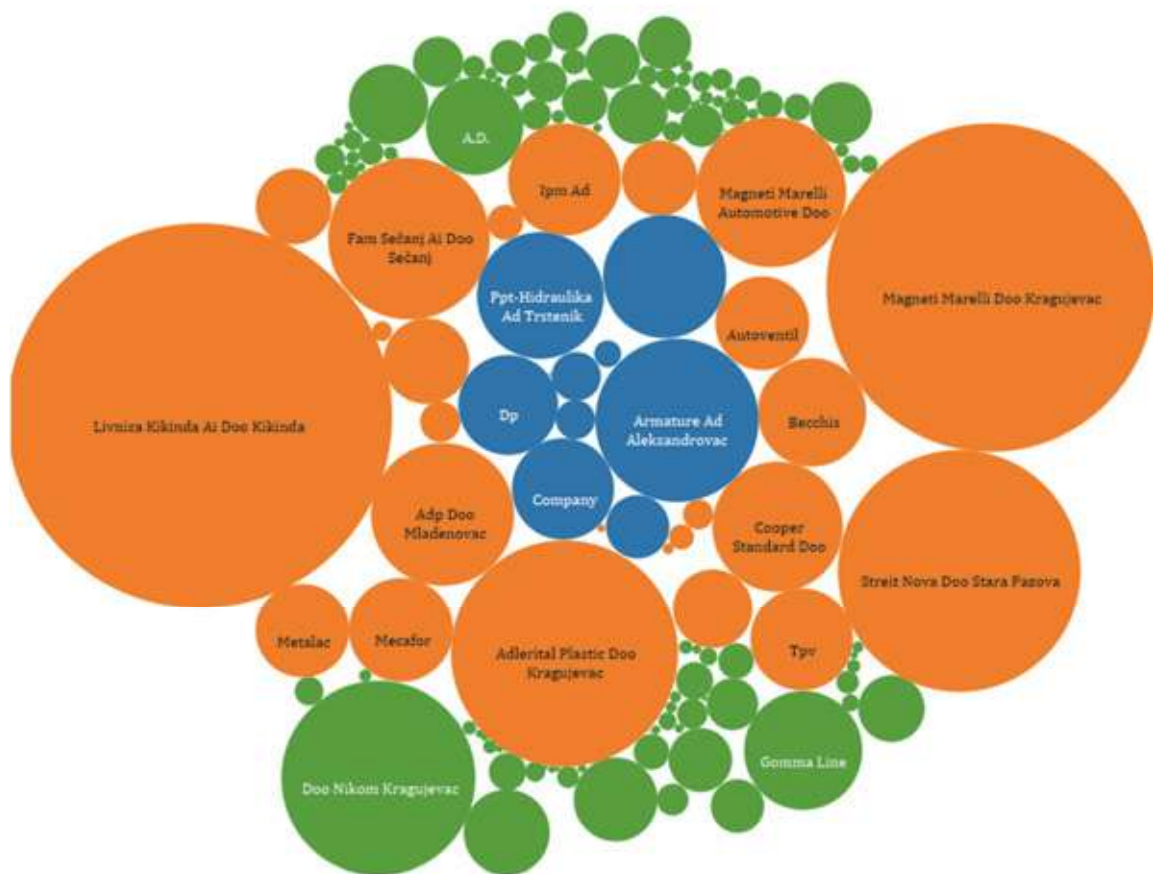 A.D.
Ipm Ad
Magneti Marelli
Automotive Doo
Fam Sečanj Ai Doo
Sečanj
Ppt-Hidraulika
Ad Trstenik
Magneti Marelli Doo Kragujevac
Autoventil
Livnica Kikinda Ai Doo Kikinda
Dp
Armature Ad
Aleksandrovac
Becchis
Company
Adp Doo
Mladenovac
Cooper
Standard Doo
Streit Nova Doo Stara Pazova
Metalac
Mecafor
Adlerital Plastic Doo
Kragujevac
Tpv
Gomma Line
Doo Nikom Kragujevac